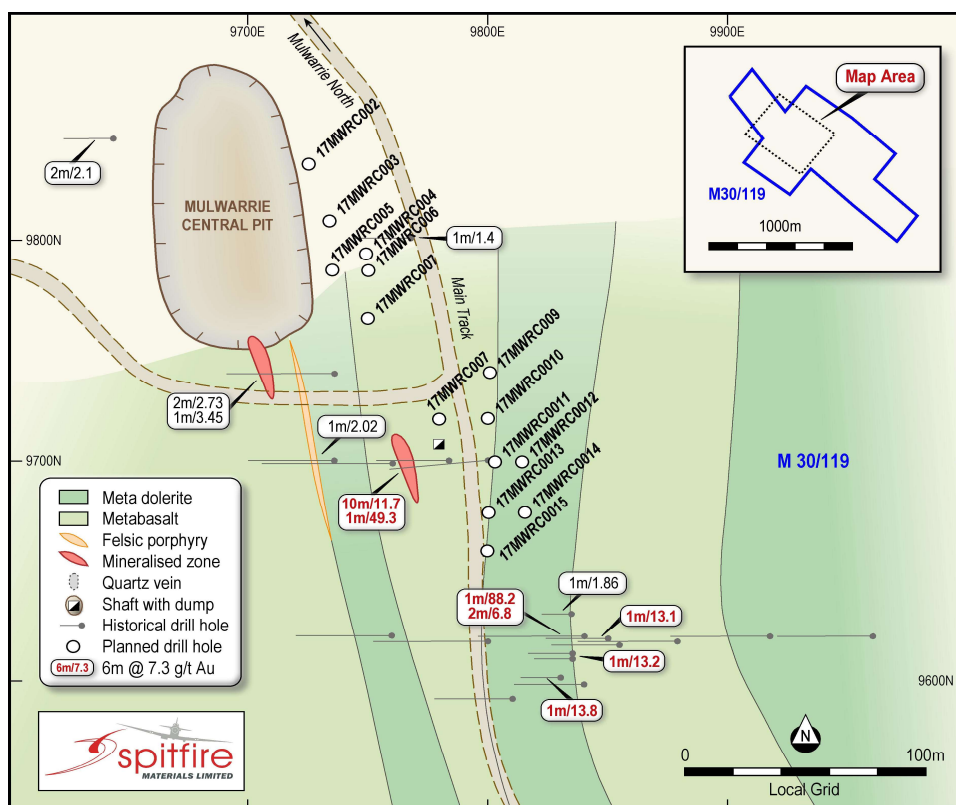 9700E
9800E
9900E
Mulwarrie North
17MWRC002
17MWRC003
17MWRC004
17MWRC005
17MWRC006
17MWRC007
2m/2.1
MULWARRIE
CENTRAL PIT
9800N
1m/1.4
Main Track
Map Area
M30/119
1000m
17MWRC009
17MWRC007
17MWRC0010
17MWRC0011
17MWRC0012
17MWRC0013
17MWRC0014
17MWRC0015
2m/2.73
1m/3.45
1m/2.02
9700N
10m/11.7
1m/49.3
M 30/119
Meta dolerite
Metabasalt
Felsic porphyry
Mineralised zone
Quartz vein
Shaft with dump
Historical drill hole
Planned drill hole
6m/7.3 6m @ 7.3 g/t Au
1m/1.86
1m/88.2
2m/6.8
1m/13.1
1m/13.2
1m/13.8
9600N
spitfire
MATERIALS LIMITED
N
0 100m
Local Grid